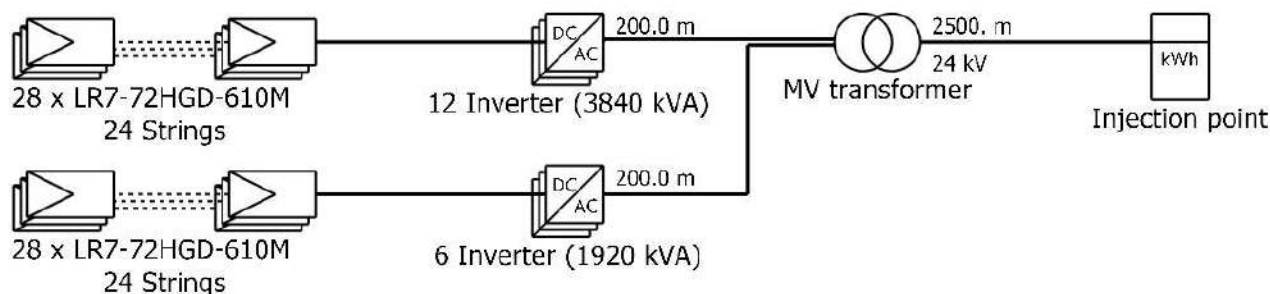 DC
AC
200.0 m
2500. m
24 kV
kWh
28 x LR7-72HGD-610M
24 Strings
12 Inverter (3840 kVA)
MV transformer
Injection point
DC
AC
200.0 m
28 x LR7-72HGD-610M
24 Strings
6 Inverter (1920 kVA)